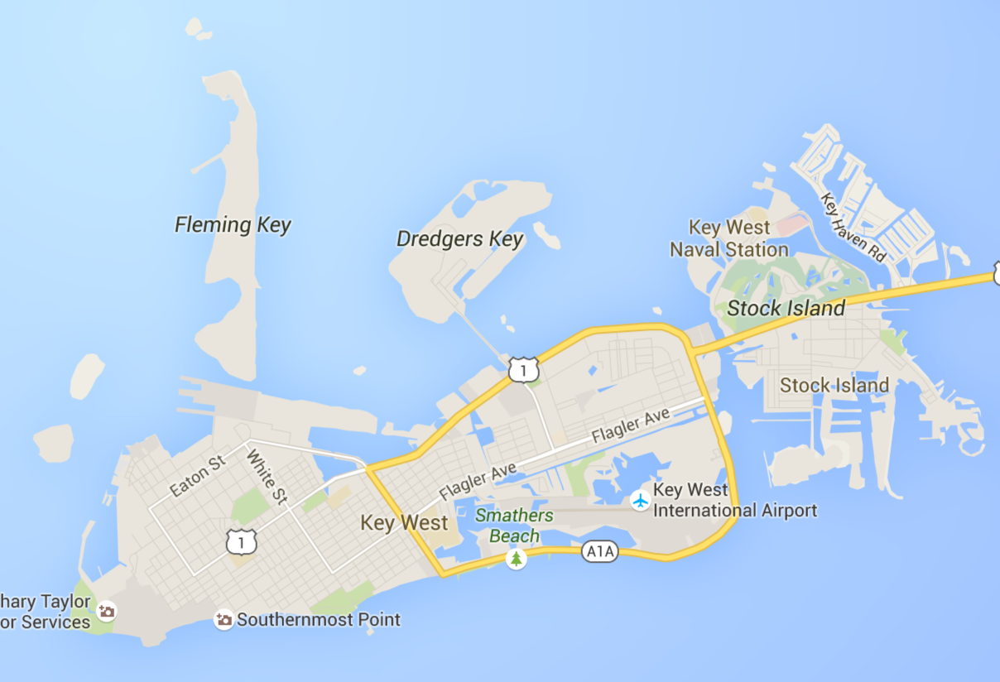 Fleming Key
Dredgers Key
Key West
Naval Station
Key Haven Rd
Stock Island
1
Stock Island
Flagler Ave
Eaton St
White St
Flagler Ave
Key West
International Airport
Key West
Smathers
Beach
1
A1A
hary Taylor
or Services
Southernmost Point